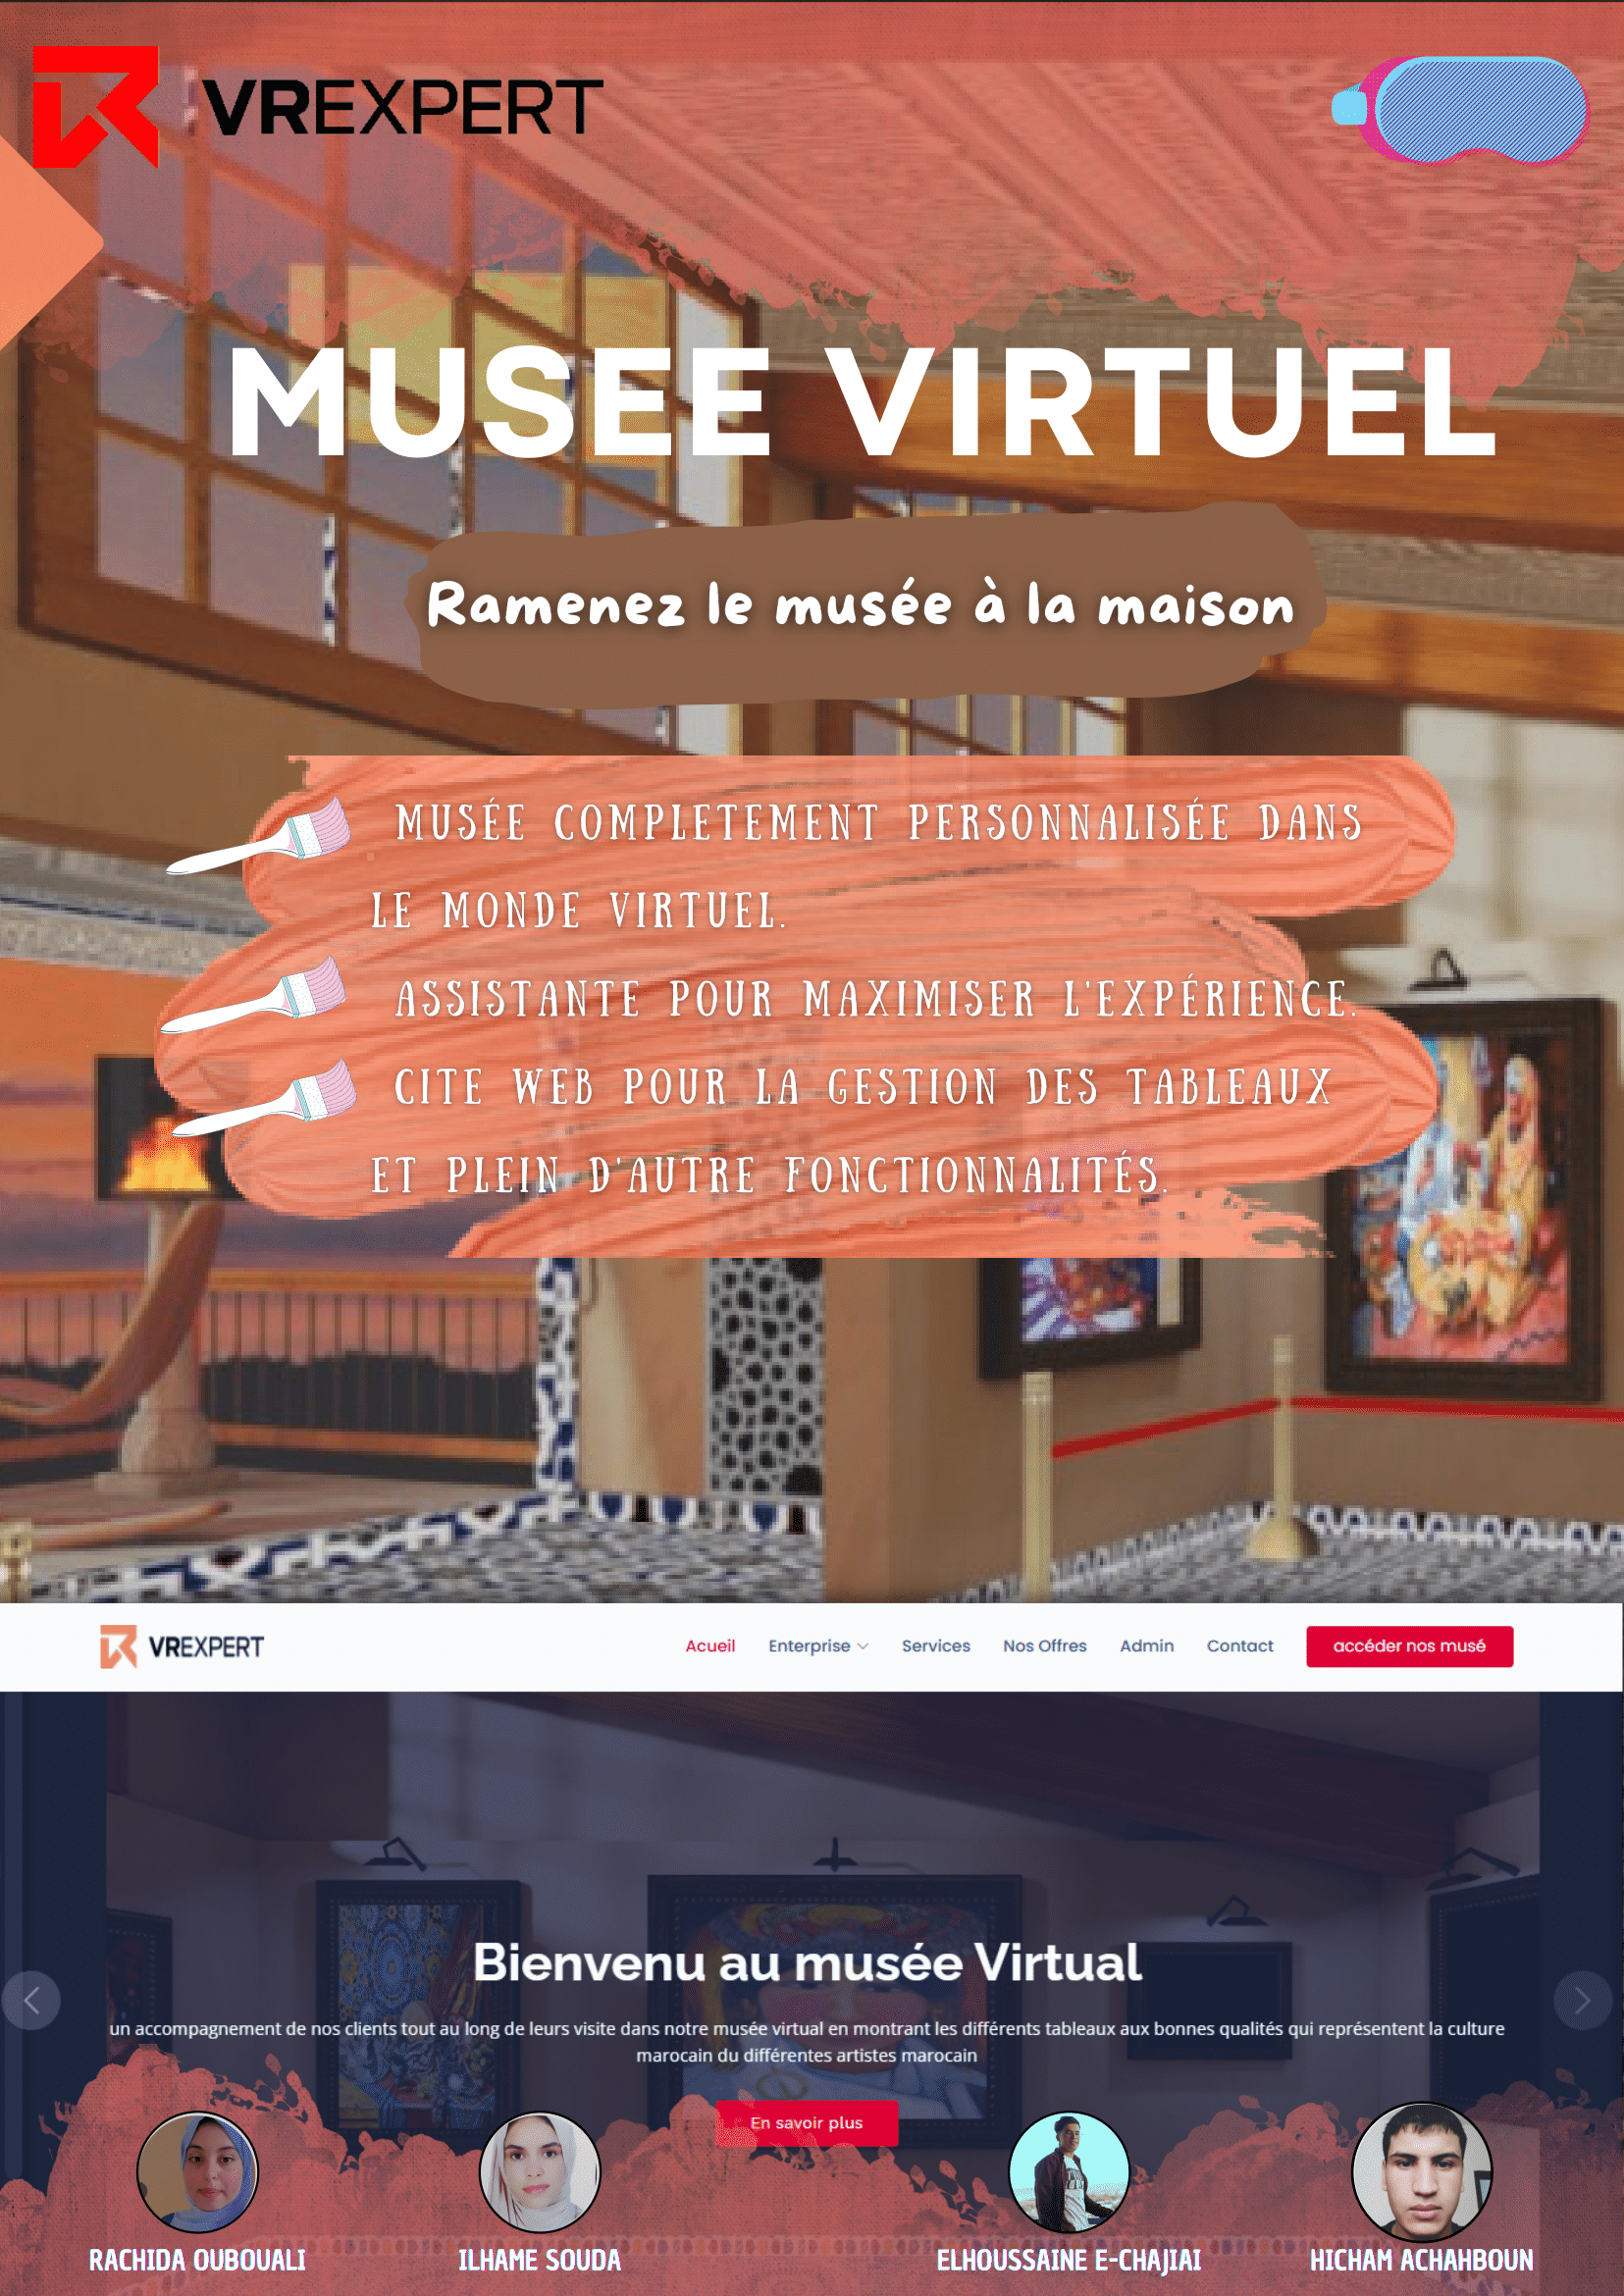 VREXPERT
MUSEE VIRTUEL
Ramenez le musée à la maison
MUSÉE COMPLETEMENT PERSONNALISÉE DANS
LE MONDE VIRTUEL.
ASSISTANTE POUR MAXIMISER L'EXPÉRIENCE.
CITE WEB POUR LA GESTION DES TABLEAUX
ET PLEIN D'AUTRE FONCTIONNALITÉS.
VREXPERT Acueil Enterprise Services Nos Offres Admin Contact accéder nos musé
Bienvenu au musée Virtual
un accompagnement de nos clients tout au long de leurs visite dans notre musée virtual en montrant les différents tableaux aux bonnes qualités qui représentent la culture
marocain du différentes artistes marocain
En savoir plus
RACHIDA OUBOUALI ILHAME SOUDA ELHOUSSAINE E-CHAJIAI HICHAM ACHAHBOUN